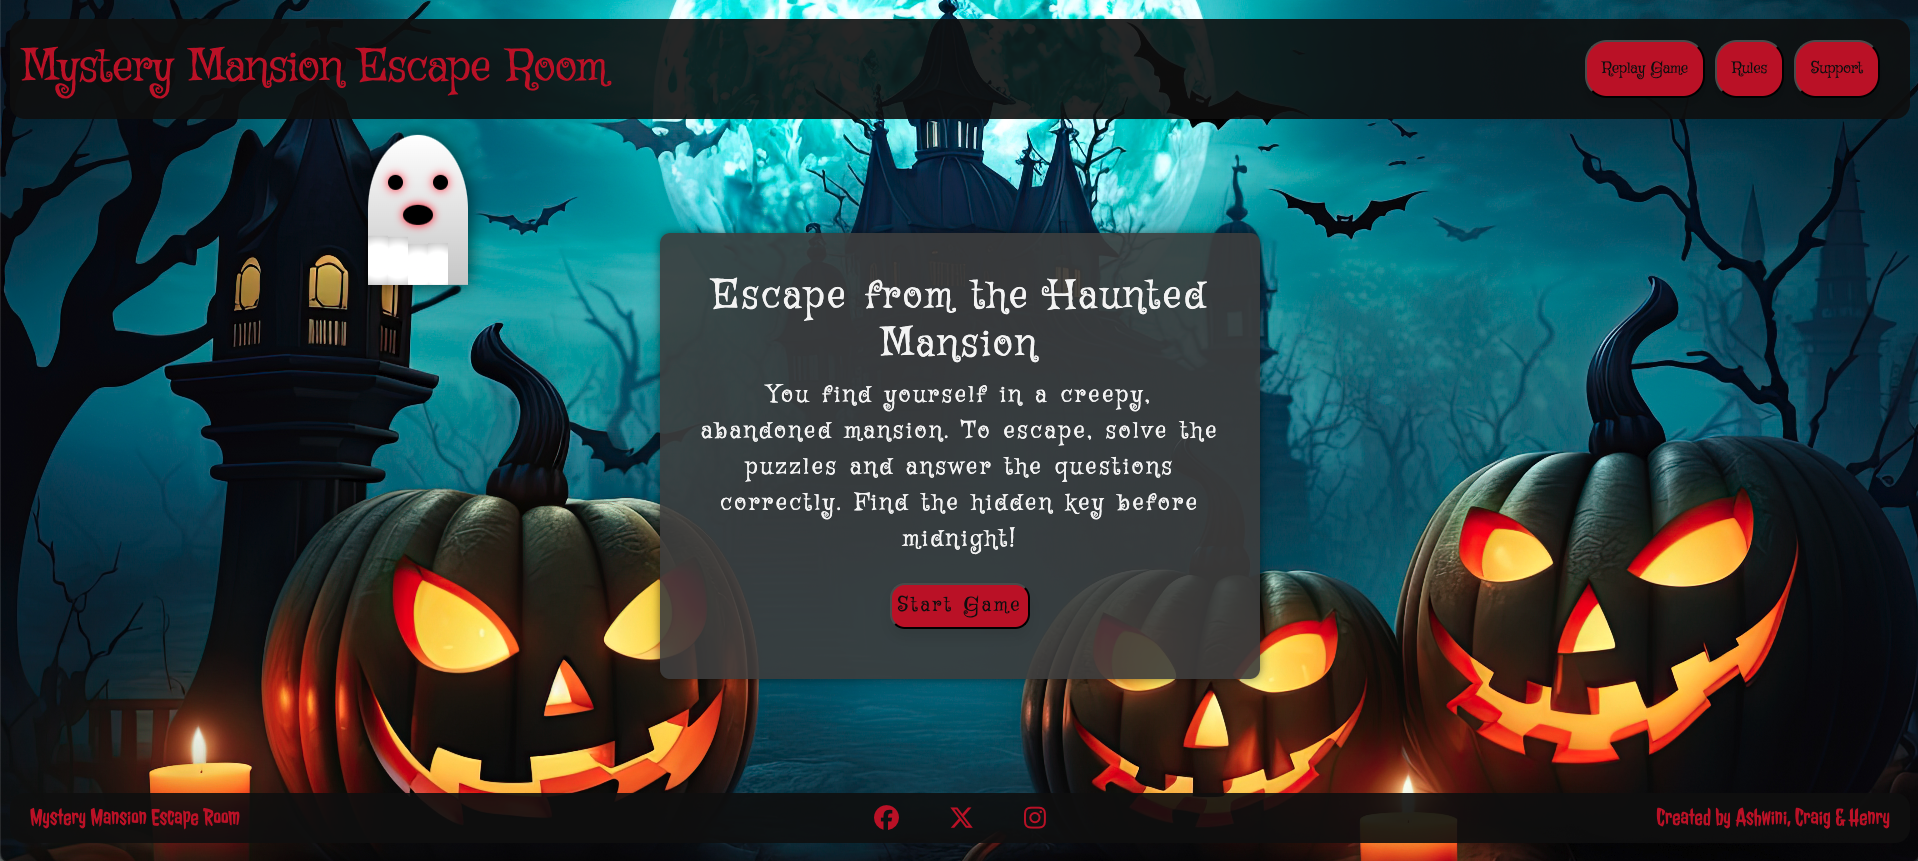 Mystery Mansion Escape Room
Replay Game
Rules
Support
Escape from the Haunted
Mansion
You find yourself in a creepy,
abandoned mansion. To escape, solve the
puzzles and answer the questions
correctly. Find the hidden key before
midnight!
Start Game
Mystery Mansion Escape Room
Created by Ashwini, Craig & Henry